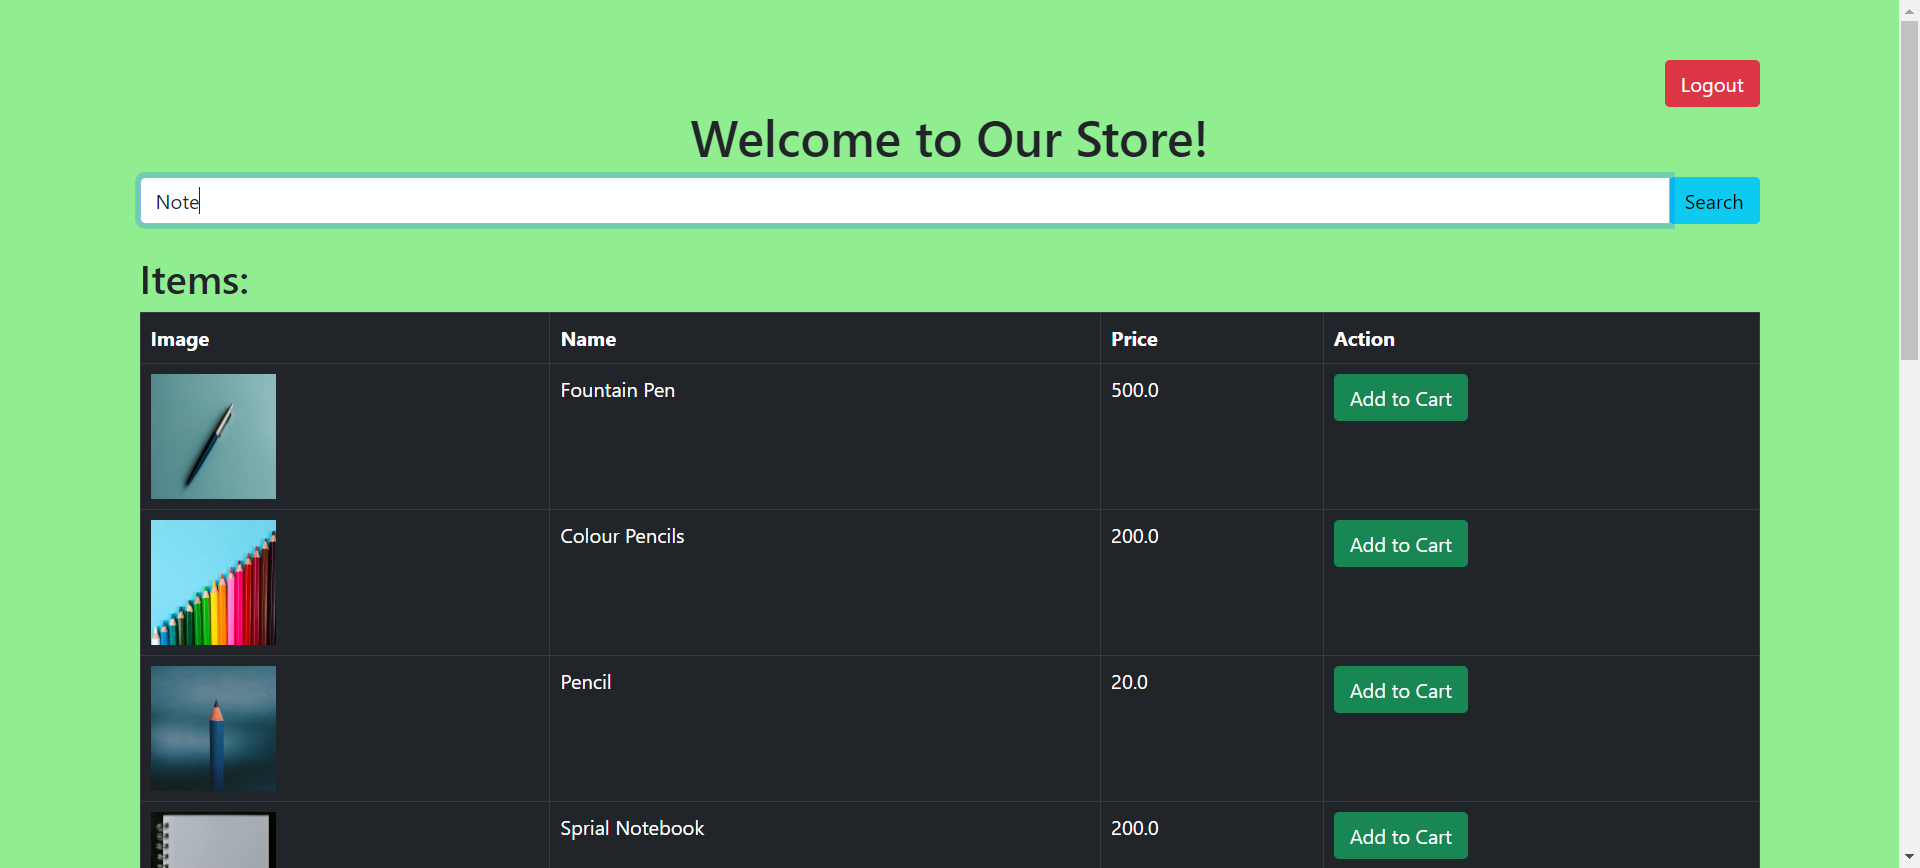 Logout
Welcome to Our Store!
Note
Search
Items:
Image Name Price Action
Fountain Pen 500.0 Add to Cart
Colour Pencils 200.0 Add to Cart
Pencil 20.0 Add to Cart
Sprial Notebook 200.0 Add to Cart